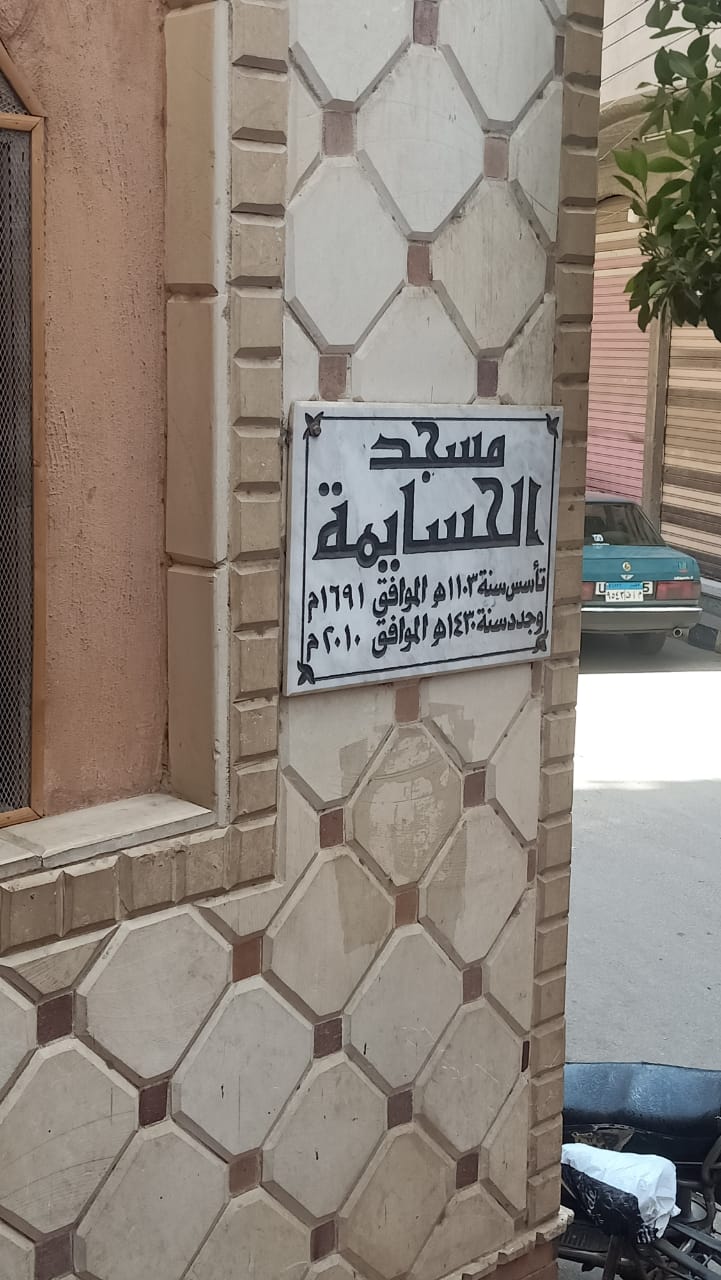 مسجد
الحسايمة
تأسس سنة ١١٠٣هـ الموافق ١٦٩١م
وجدد سنة ١٤٣٠هـ الموافق ٢٠١٠م